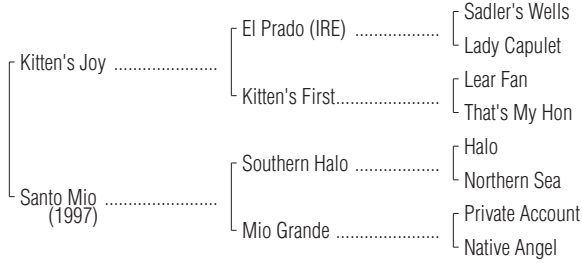 Sadler's Wells
El Prado (IRE) ...................
Lady Capulet
Kitten's Joy .......................
Lear Fan
Kitten's First.......................
That's My Hon
Halo
Southern Halo ...................
Northern Sea
Santo Mio .........................
(1997)
Private Account
Mio Grande .......................
Native Angel